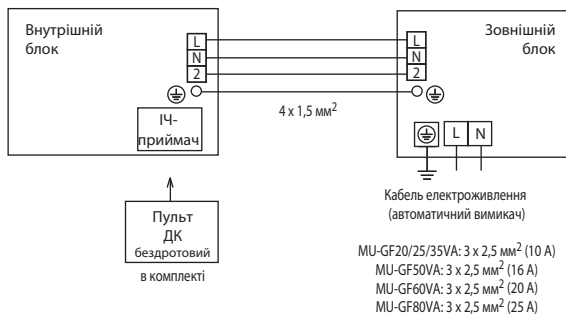 Внутрішній
блок
L
N
2
ІЧ-
приймач
Пульт
ДК
бездротовий
в комплекті
4 x 1,5 мм²
Зовнішній
блок
L
N
2
L N
Кабель електроживлення
(автоматичний вимикач)
MU-GF20/25/35VA: 3 x 2,5 мм² (10 A)
MU-GF50VA: 3 x 2,5 мм² (16 A)
MU-GF60VA: 3 x 2,5 мм² (20 A)
MU-GF80VA: 3 x 2,5 мм² (25 A)